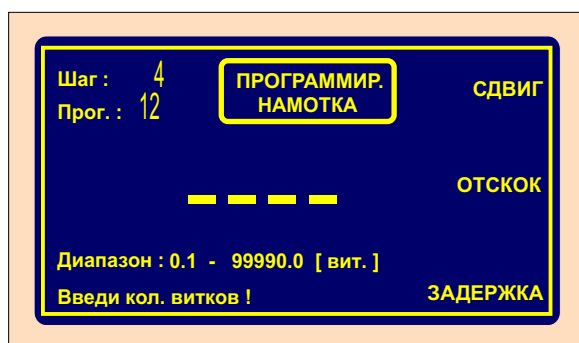 Шаг : 4
Прог. : 12
ПРОГРАММИР.
НАМОТКА
СДВИГ
ОТСКОК
_ _ _ _
Диапазон : 0.1 - 99990.0 [ вит. ]
Введи кол. витков !
ЗАДЕРЖКА